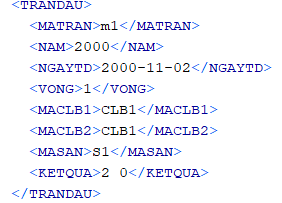 <TRANDAU>
<MATRAN>m1</MATRAN>
<NAM>2000</NAM>
<NGAYTD>2000-11-02</NGAYTD>
<VONG>1</VONG>
<MACLB1>CLB1</MACLB1>
<MACLB2>CLB1</MACLB2>
<MASAN>S1</MASAN>
<KETQUA>2 0</KETQUA>
</TRANDAU>